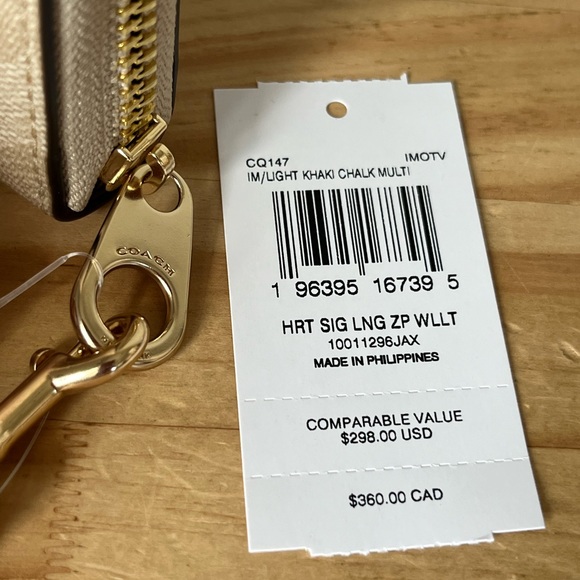 COACH
CQ147 IMOTV
IM/LIGHT KHAKI CHALK MULTI
1 96395 16739 5
HRT SIG LNG ZP WLLT
10011296JAX
MADE IN PHILIPPINES
COMPARABLE VALUE
$298.00 USD
$360.00 CAD